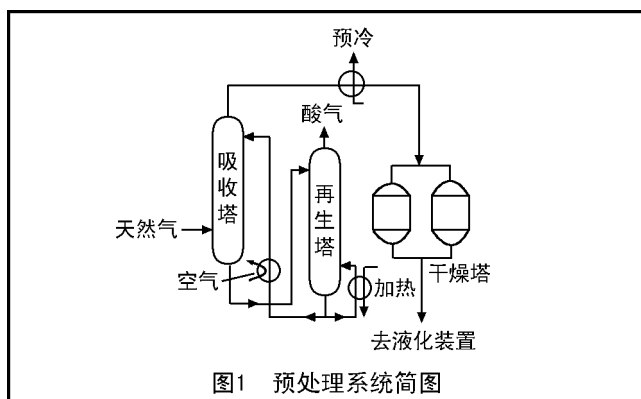 预冷
酸气
吸收塔
再生塔
天然气
空气
加热
干燥塔
去液化装置
图1 预处理系统简图